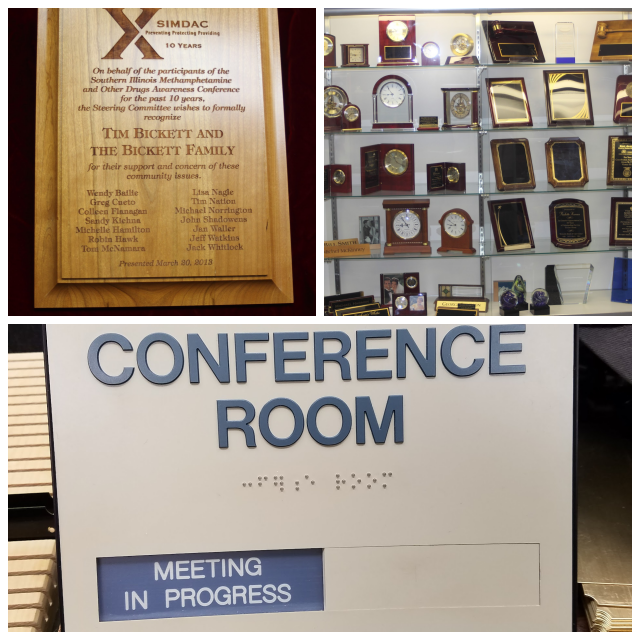 SIMDAC
Presenting Protecting Providing
10 YEARS
On behalf of the participants of the
Southern Illinois Methamphetamine
and Other Drugs Awareness Conference
for the past 10 years,
the Steering Committee wishes to formally
recognize
TIM BICKETT AND
THE BICKETT FAMILY
for their support and concern of these
community issues.
Wendy Bailie
Greg Cueto
Colleen Flanagan
Sandy Kichna
Michelle Hamilton
Robin Hawk
Tom McNamara
Lisa Nagle
Tim Nation
Michael Norrington
John Shadowens
Jan Waller
Jeff Watkins
Jack Whitlock
Presented March 20, 2013
CONFERENCE
ROOM
MEETING
IN PROGRESS